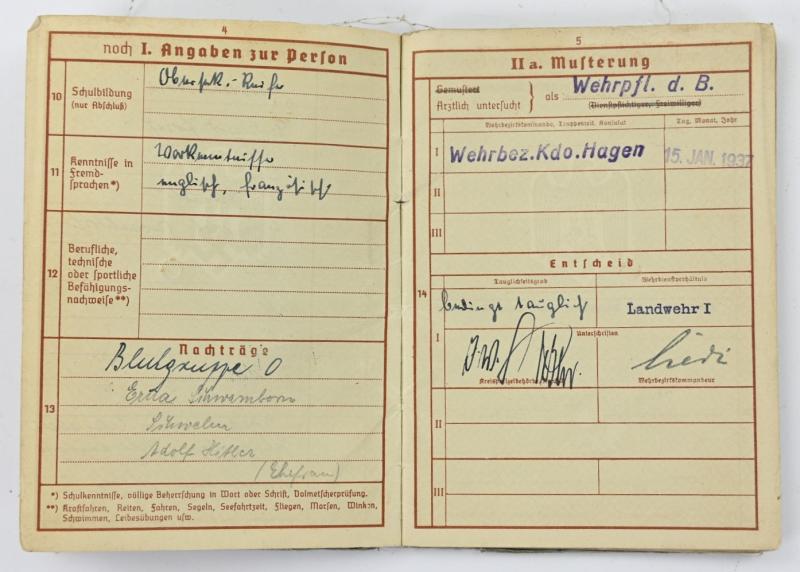 4
noch I. Angaben zur Person
10
Schulbildung
(nur Abschluß)
Obersek.-Reife
11
Kenntnisse in
Fremd-
sprachen*)
Vorkenntnisse
englisch, französisch
12
Berufliche,
technische
oder sportliche
Befähigungs-
nachweise**)
Nachträge
13
Blutgruppe O
Erna Schwamborn
Schwelm
Adolf Hitler
(Ehefrau)
*) Schulkenntnisse, völlige Beherrschung in Wort oder Schrift, Dolmetscherprüfung.
**) Kraftfahren, Reiten, Fahren, Segeln, Seefahrtzeit, Fliegen, Morsen, Winken,
Schwimmen, Leibesübungen usw.
5
II a. Musterung
Gemustert
Ärztlich untersucht
als
Wehrpfl. d. B.
(Dienstpflichtiger, Freiwilliger)
Wehrbezirkskommando, Truppenteil, Konsulat
Tag, Monat, Jahr
I
Wehrbez.Kdo.Hagen
15. JAN. 1937
II
III
Entscheid
14
Tauglichkeitsgrad
Wehrdienstverhältnis
bedingt tauglich
Landwehr I
I
Unterschriften
J.W.
Kreispolizeibehörde
Wehrbezirkskommandeur
II
III